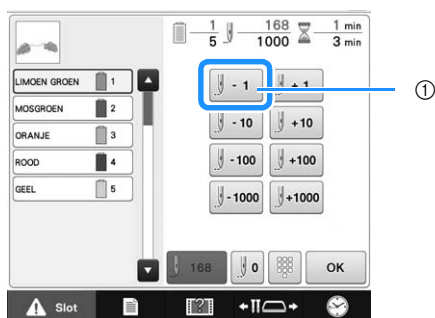 1 168 1 min
5 1000 3 min
LIMOEN GROEN 1
MOSGROEN 2
ORANJE 3
ROOD 4
GEEL 5
- 1 + 1
- 10 +10
- 100 +100
- 1000 +1000
①
168 0 OK
Slot